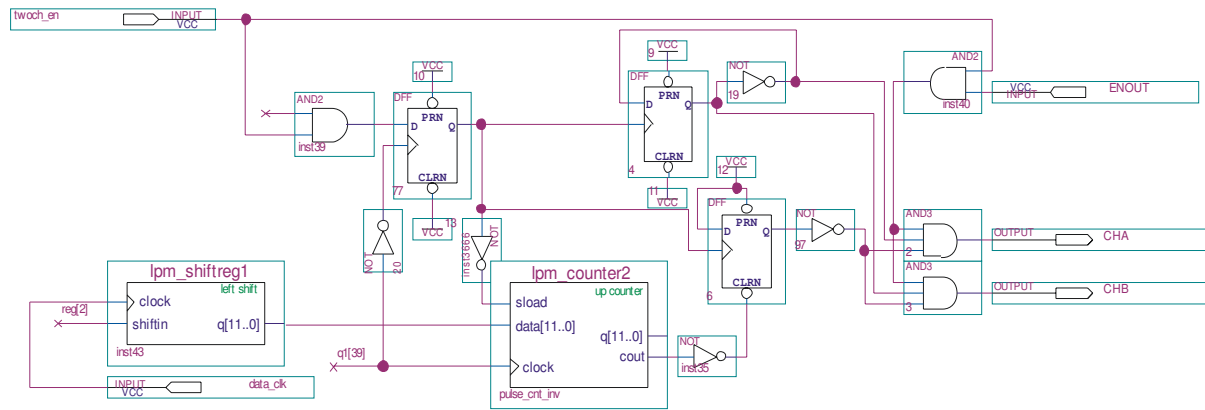 twoch_en
INPUT
VCC
AND2
inst39
VCC
10
DFF
PRN
D
Q
CLRN
77
VCC
13
NOT
20
VCC
9
DFF
PRN
D
Q
CLRN
4
11
VCC
NOT
19
AND2
inst40
VCC
INPUT
ENOUT
VCC
12
DFF
PRN
D
Q
CLRN
6
NOT
97
AND3
2
OUTPUT
CHA
AND3
3
OUTPUT
CHB
NOT
inst3666
lpm_shiftreg1
left shift
clock
shiftin
q[11..0]
inst43
reg[2]
INPUT
VCC
data_clk
q1[39]
lpm_counter2
up counter
sload
data[11..0]
q[11..0]
cout
clock
pulse_cnt_inv
NOT
inst35